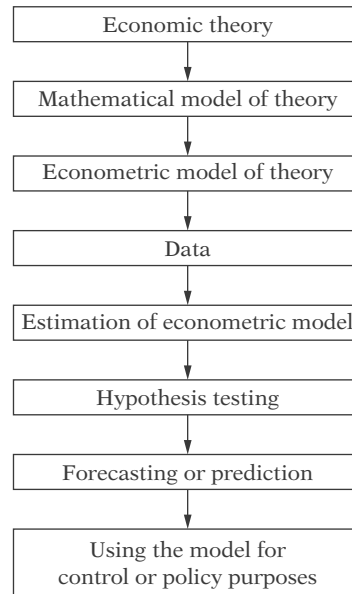 Economic theory
Mathematical model of theory
Econometric model of theory
Data
Estimation of econometric model
Hypothesis testing
Forecasting or prediction
Using the model for
control or policy purposes